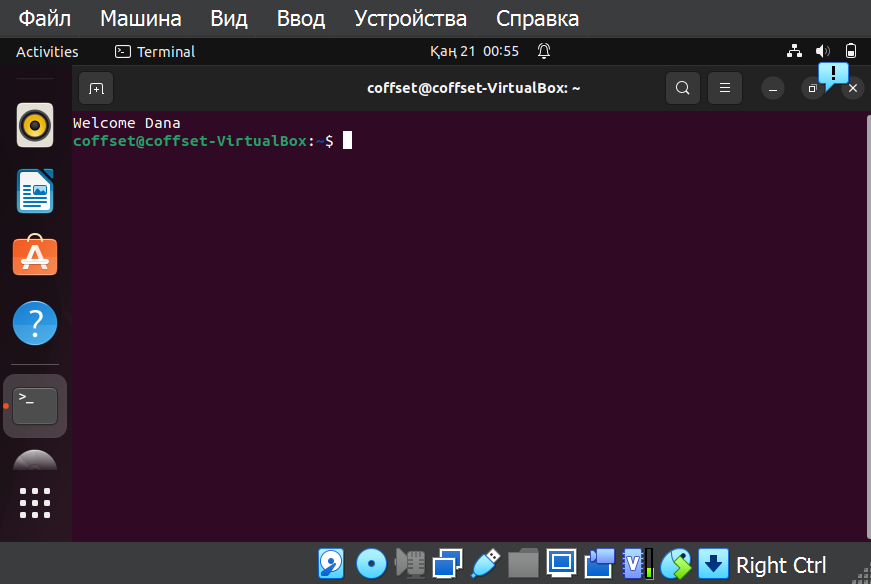 Файл Машина Вид Ввод Устройства Справка
Activities Terminal Қаң 21 00:55
coffset@coffset-VirtualBox: ~
Welcome Dana
coffset@coffset-VirtualBox:~$
Right Ctrl